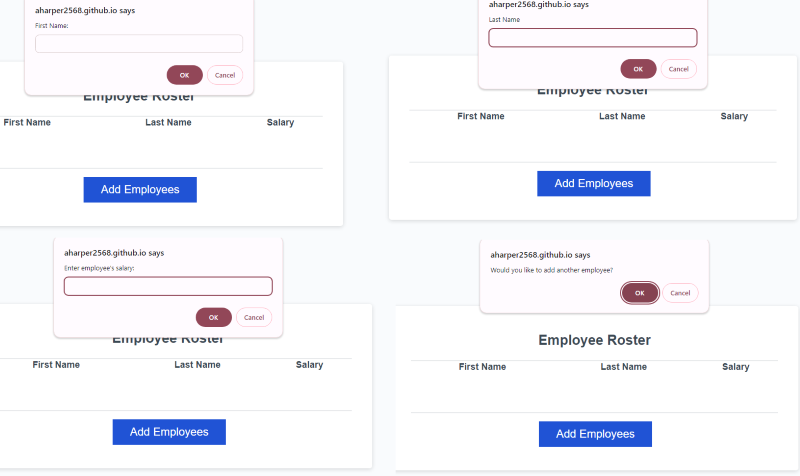 aharper2568.github.io says
First Name:
OK Cancel
Employee Roster
First Name Last Name Salary
Add Employees
aharper2568.github.io says
Last Name
OK Cancel
Employee Roster
First Name Last Name Salary
Add Employees
aharper2568.github.io says
Enter employee's salary:
OK Cancel
Employee Roster
First Name Last Name Salary
Add Employees
aharper2568.github.io says
Would you like to add another employee?
OK Cancel
Employee Roster
First Name Last Name Salary
Add Employees